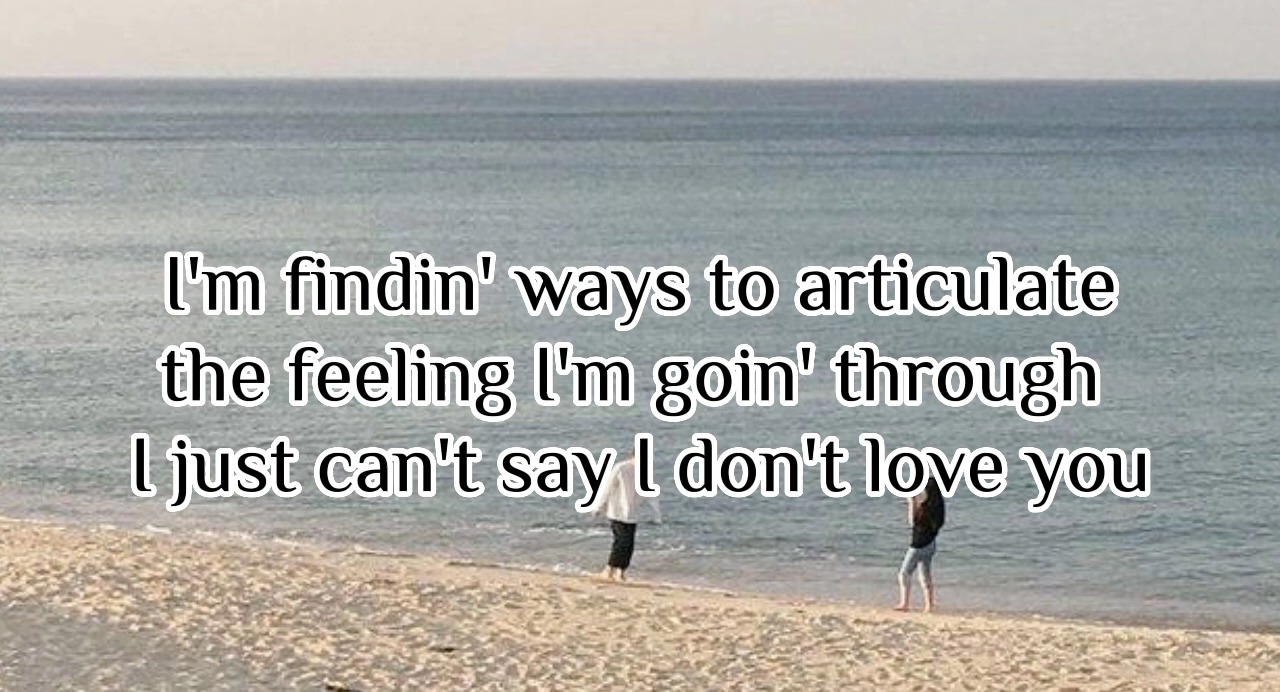 I'm findin' ways to articulate
the feeling I'm goin' through
I just can't say I don't love you